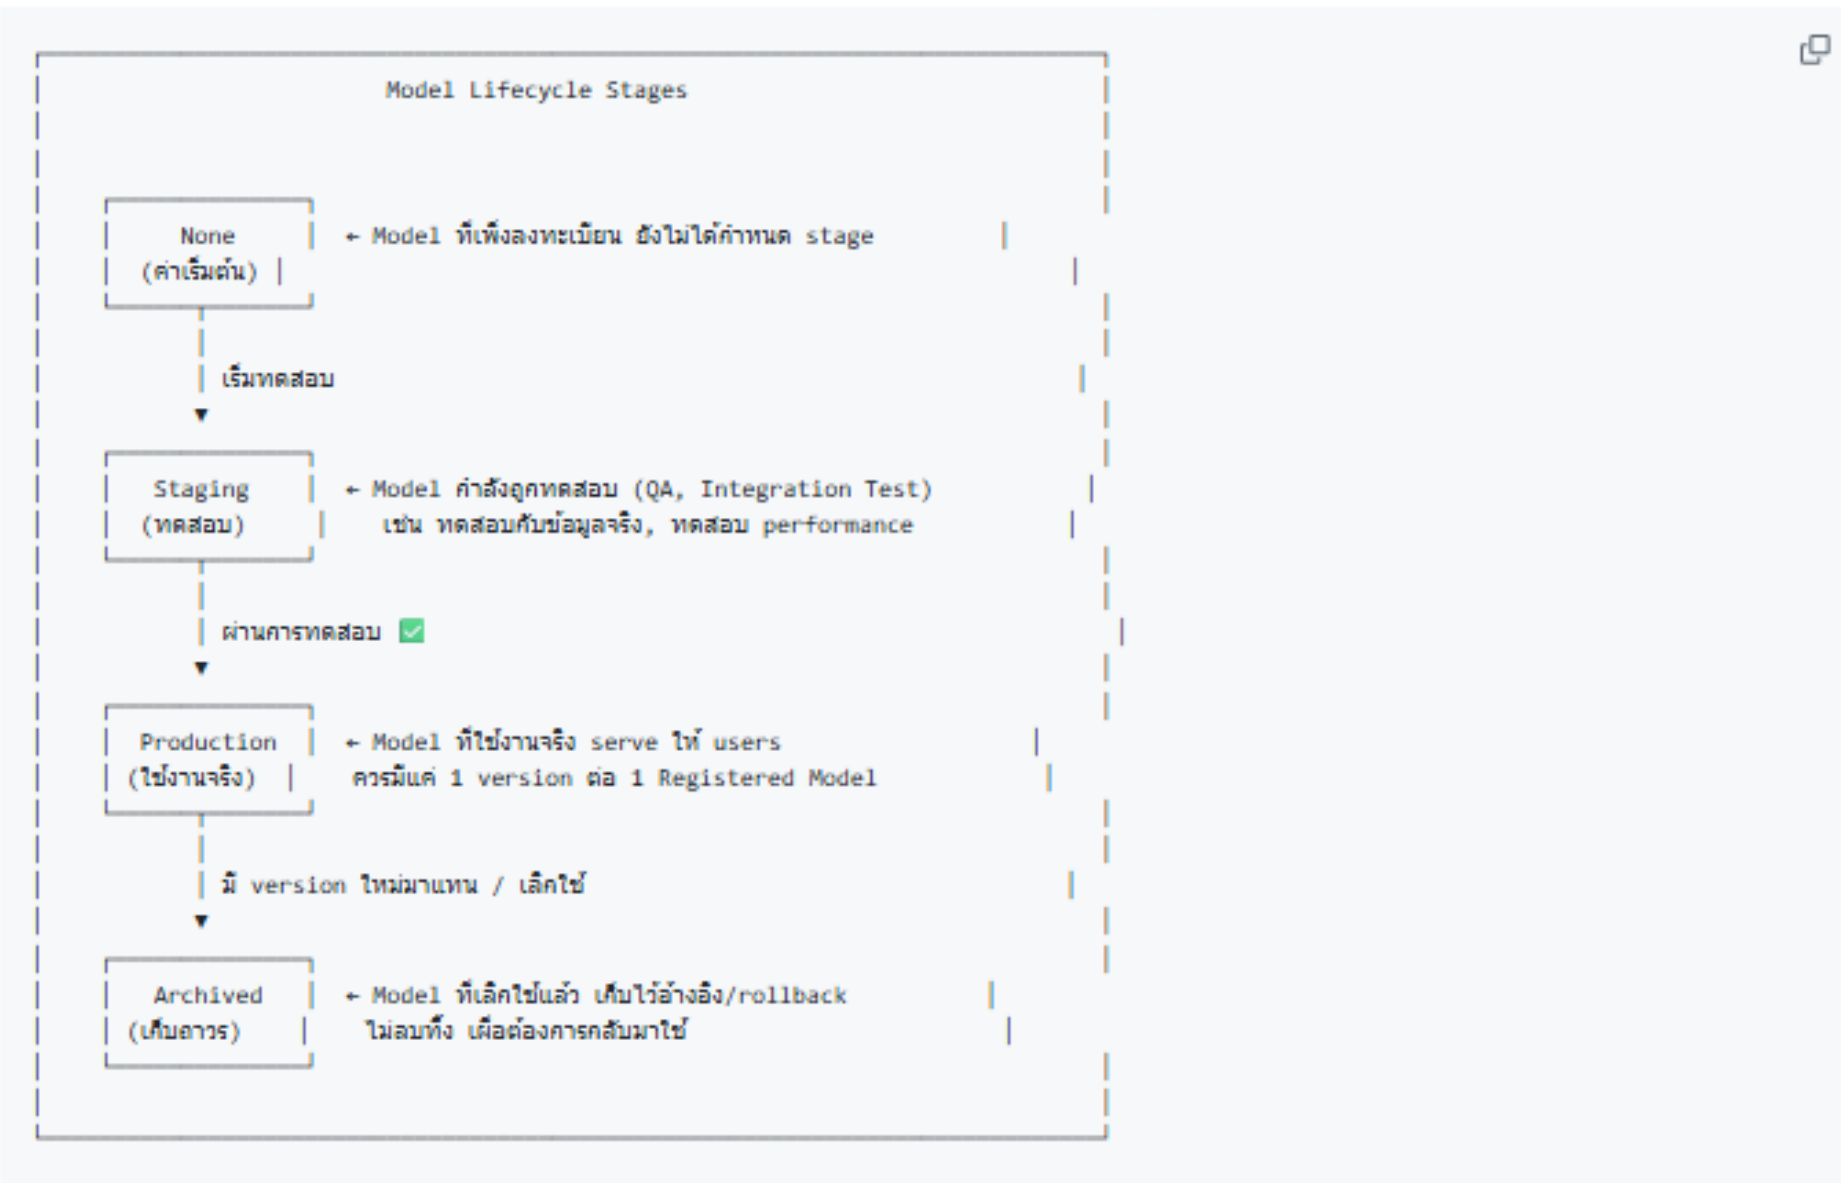 Model Lifecycle Stages
None ← Model ที่เพิ่งลงทะเบียน ยังไม่ได้กำหนด stage
(ค่าเริ่มต้น)
เริ่มทดสอบ
▼
Staging ← Model กำลังถูกทดสอบ (QA, Integration Test)
(ทดสอบ) เช่น ทดสอบกับข้อมูลจริง, ทดสอบ performance
ผ่านการทดสอบ ✅
▼
Production ← Model ที่ใช้งานจริง serve ให้ users
(ใช้งานจริง) ควรมีแค่ 1 version ต่อ 1 Registered Model
มี version ใหม่มาแทน / เลิกใช้
▼
Archived ← Model ที่เลิกใช้แล้ว เก็บไว้อ้างอิง/rollback
(เก็บถาวร) ไม่ลบทิ้ง เผื่อต้องการกลับมาใช้